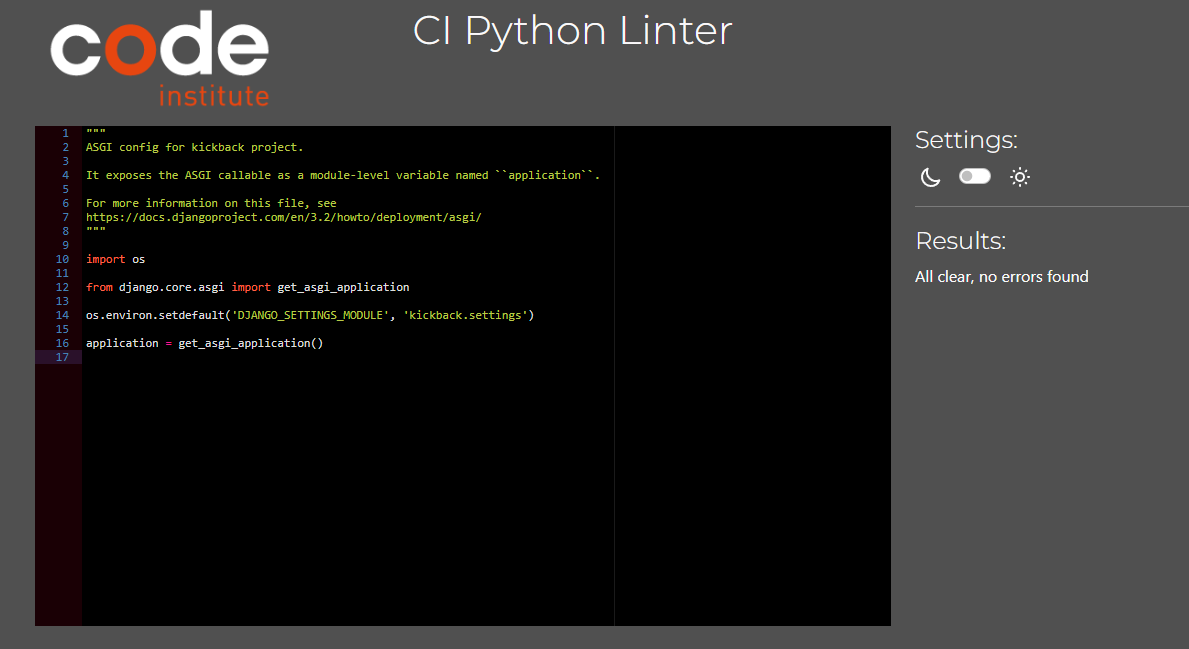 code
institute
CI Python Linter
1 """
2 ASGI config for kickback project.
3
4 It exposes the ASGI callable as a module-level variable named ``application``.
5
6 For more information on this file, see
7 https://docs.djangoproject.com/en/3.2/howto/deployment/asgi/
8 """
9
10 import os
11
12 from django.core.asgi import get_asgi_application
13
14 os.environ.setdefault('DJANGO_SETTINGS_MODULE', 'kickback.settings')
15
16 application = get_asgi_application()
17
Settings:
Results:
All clear, no errors found